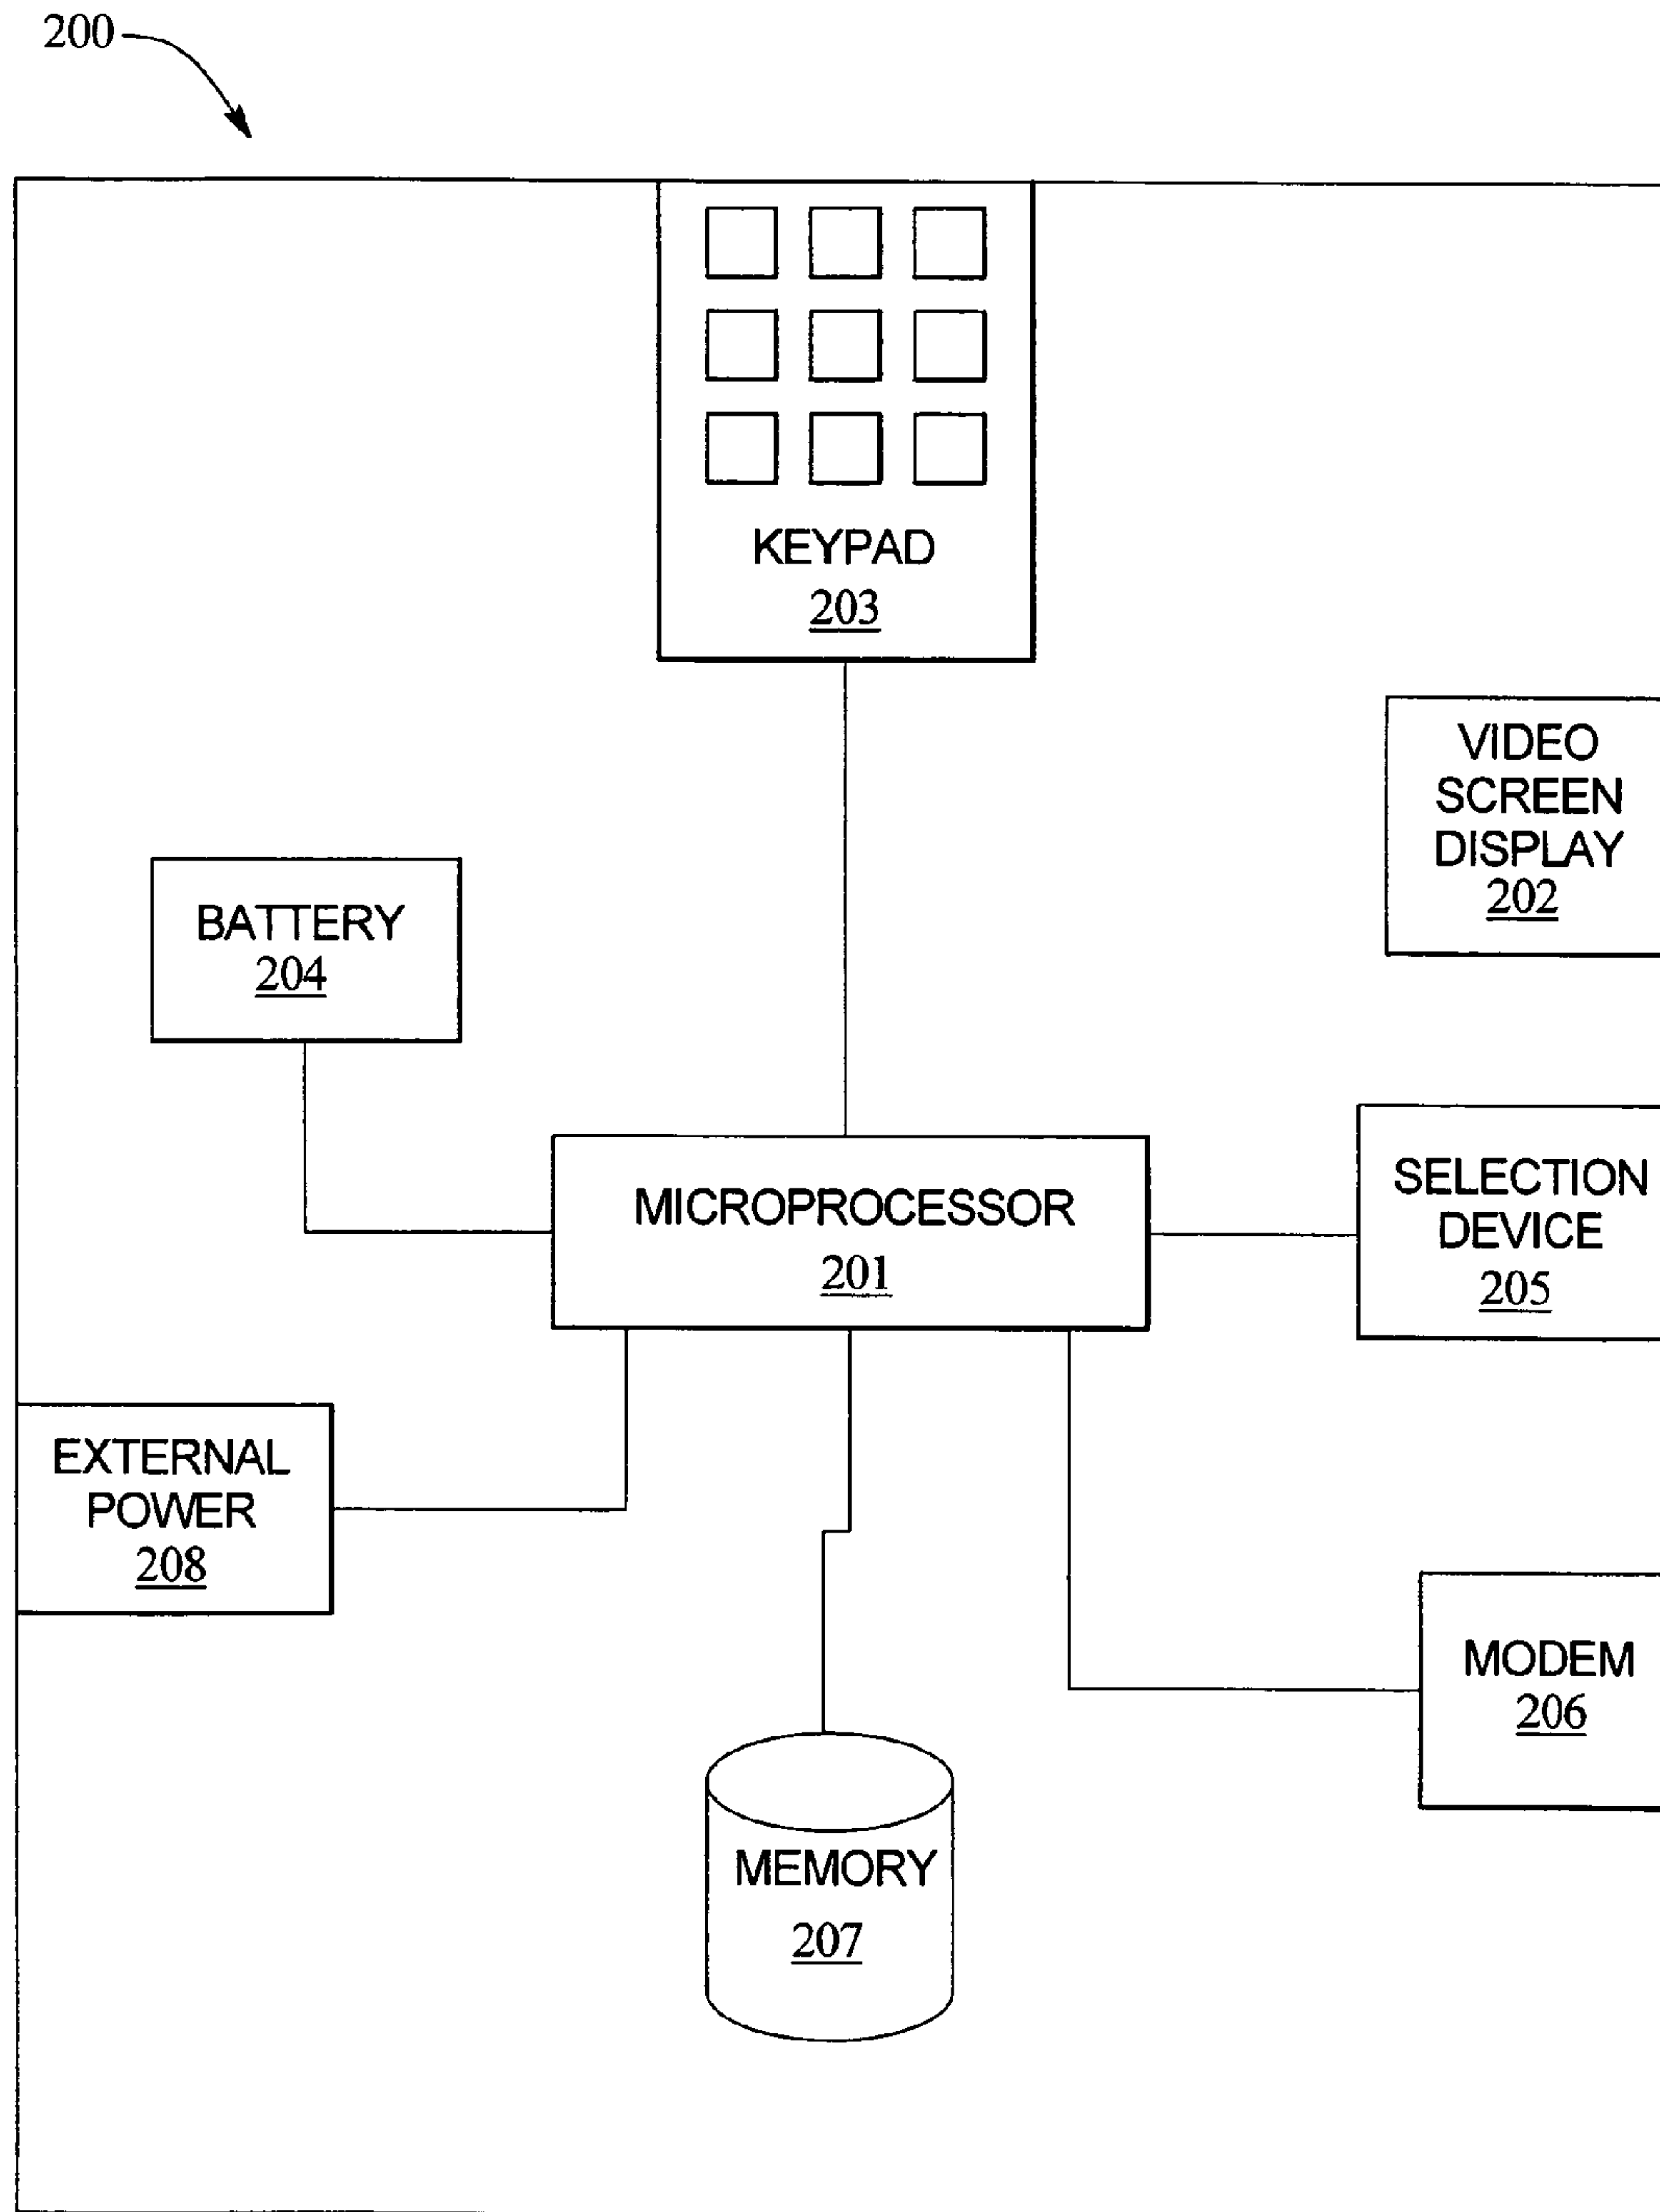 200
KEYPAD
203
VIDEO
SCREEN
DISPLAY
202
BATTERY
204
MICROPROCESSOR
201
SELECTION
DEVICE
205
EXTERNAL
POWER
208
MODEM
206
MEMORY
207